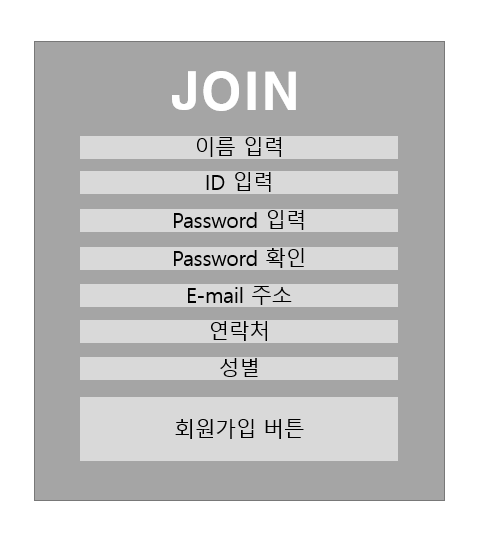 JOIN
이름 입력
ID 입력
Password 입력
Password 확인
E-mail 주소
연락처
성별
회원가입 버튼